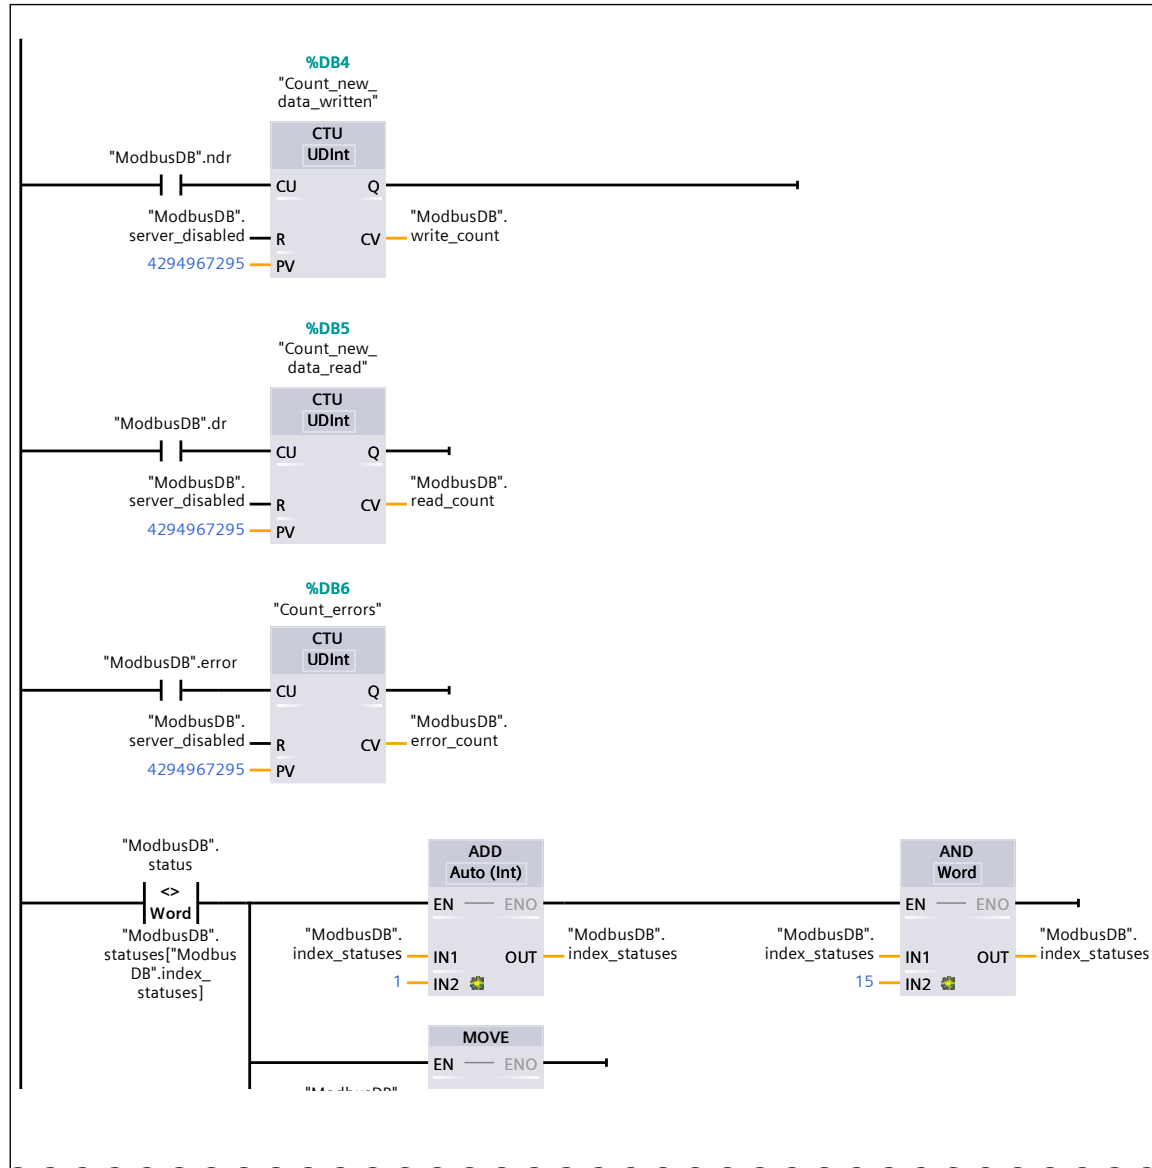 %DB4
"Count_new_
data_written"
CTU
UDInt
"ModbusDB".ndr
CU
Q
"ModbusDB".
server_disabled
R
CV
"ModbusDB".
write_count
4294967295
PV
%DB5
"Count_new_
data_read"
CTU
UDInt
"ModbusDB".dr
CU
Q
"ModbusDB".
server_disabled
R
CV
"ModbusDB".
read_count
4294967295
PV
%DB6
"Count_errors"
CTU
UDInt
"ModbusDB".error
CU
Q
"ModbusDB".
server_disabled
R
CV
"ModbusDB".
error_count
4294967295
PV
"ModbusDB".
status
<>
Word
"ModbusDB".
statuses["Modbus
DB".index_
statuses]
ADD
Auto (Int)
EN
ENO
"ModbusDB".
index_statuses
IN1
OUT
"ModbusDB".
index_statuses
1
IN2
AND
Word
EN
ENO
"ModbusDB".
index_statuses
IN1
OUT
"ModbusDB".
index_statuses
15
IN2
MOVE
EN
ENO